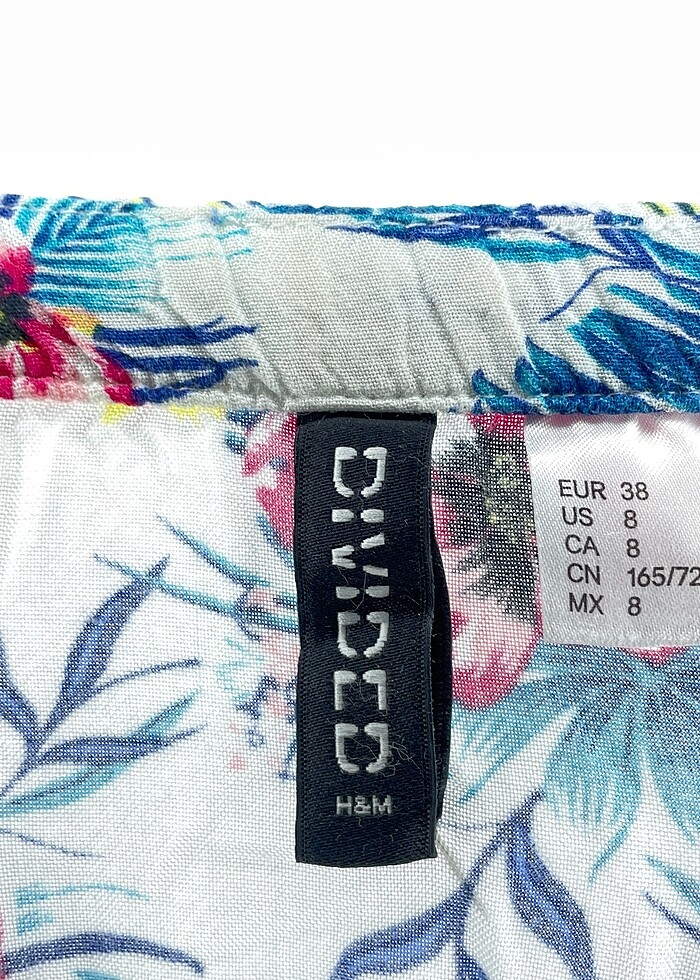 DIVIDED
H&M
EUR 38
US 8
CA 8
CN 165/72
MX 8